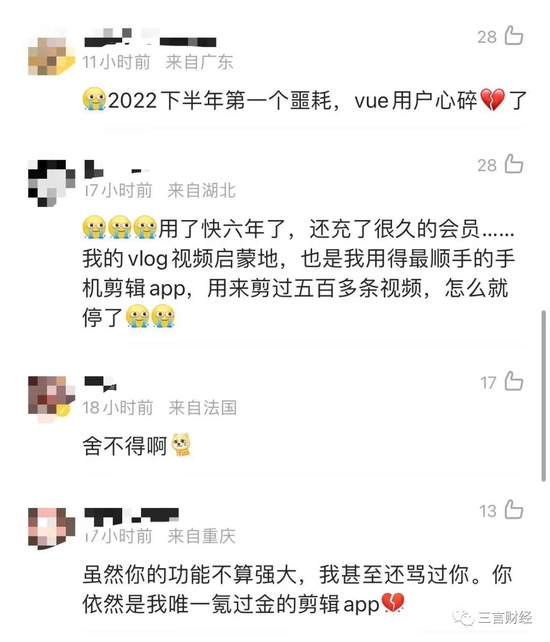 28
11小时前 来自广东
😭2022下半年第一个噩耗，vue用户心碎💔了
28
17小时前 来自湖北
😭😭😭用了快六年了，还充了很久的会员……
我的vlog视频启蒙地，也是我用得最顺手的手
机剪辑app，用来剪过五百多条视频，怎么就
停了😭😭
17
18小时前 来自法国
舍不得啊
13
17小时前 来自重庆
虽然你的功能不算强大，我甚至还骂过你。你
依然是我唯一氪过金的剪辑app💔
三言财经